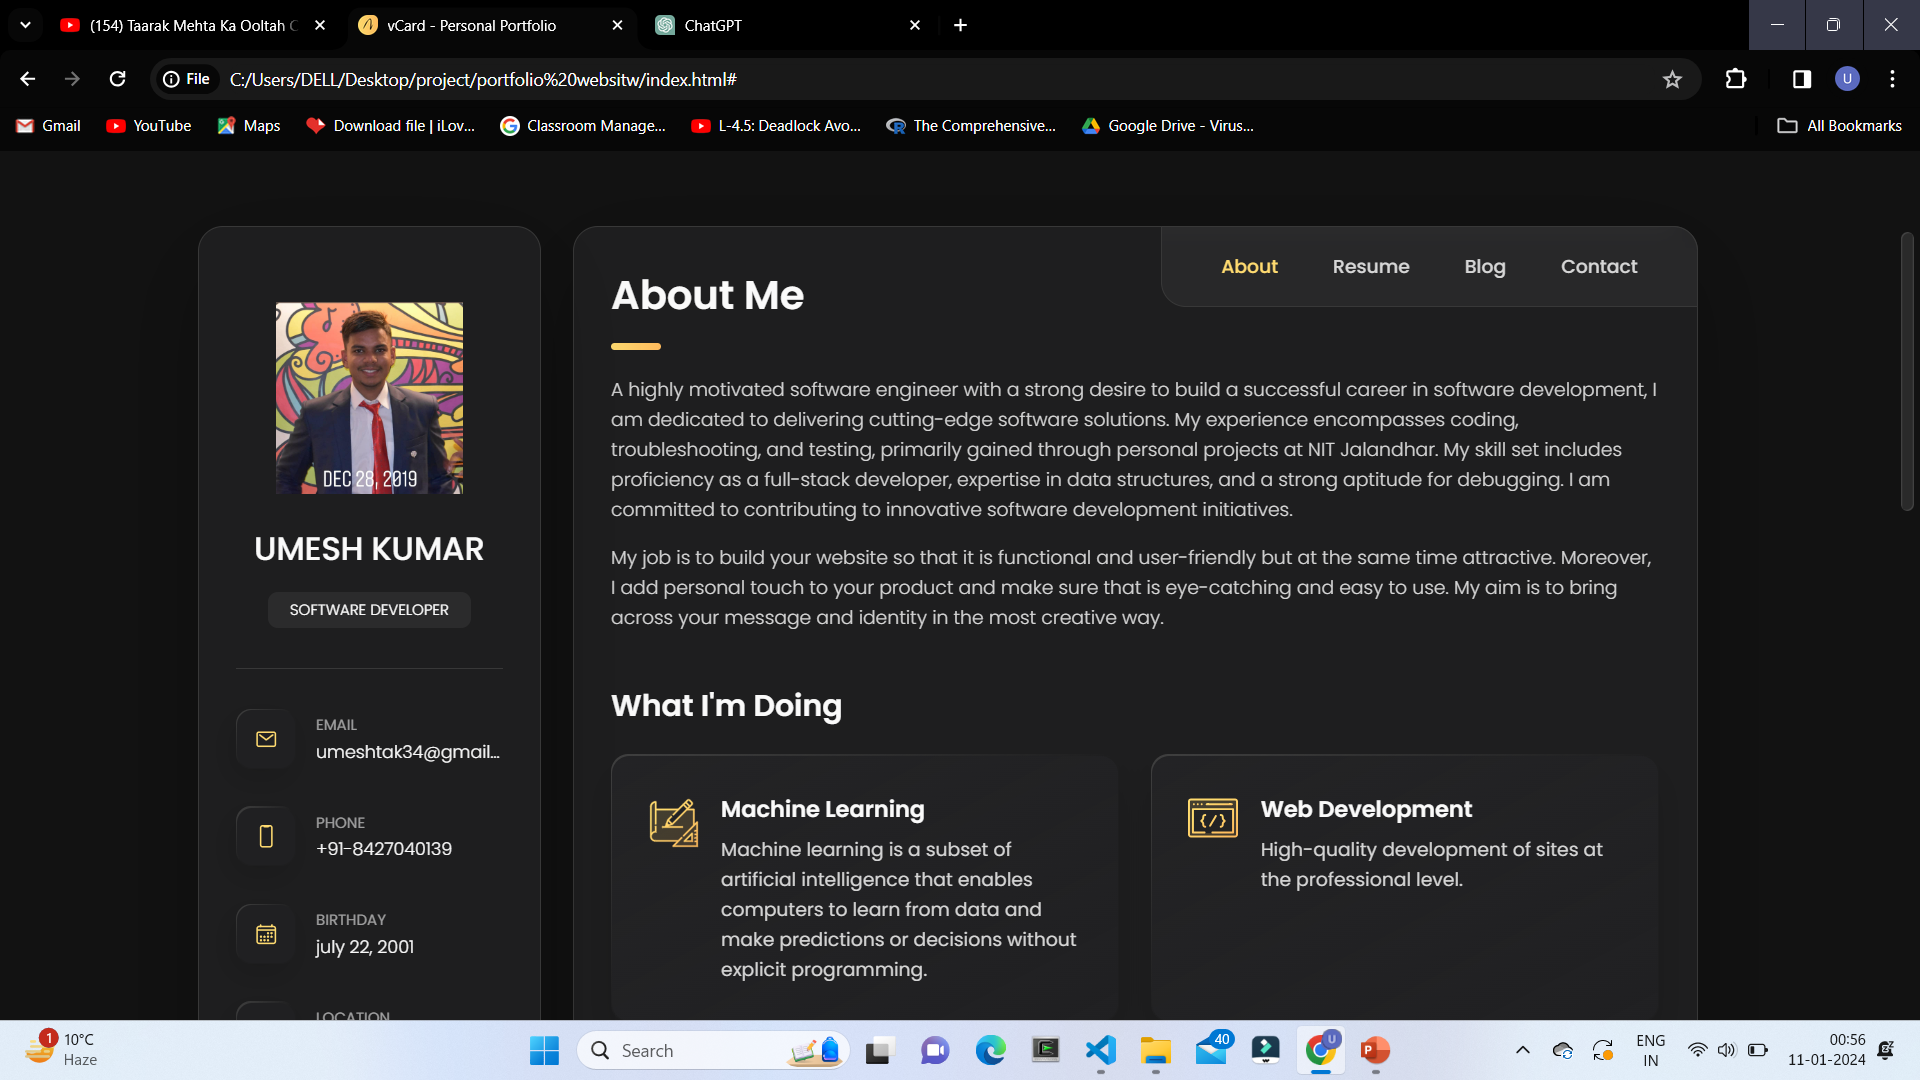 (154) Taarak Mehta Ka Ooltah C
vCard - Personal Portfolio
ChatGPT
File
C:/Users/DELL/Desktop/project/portfolio%20websitw/index.html#
U
Gmail
YouTube
Maps
Download file | iLov...
Classroom Manage...
L-4.5: Deadlock Avo...
The Comprehensive...
Google Drive - Virus...
All Bookmarks
DEC 28, 2019
UMESH KUMAR
SOFTWARE DEVELOPER
EMAIL
umeshtak34@gmail...
PHONE
+91-8427040139
BIRTHDAY
july 22, 2001
LOCATION
About
Resume
Blog
Contact
About Me
A highly motivated software engineer with a strong desire to build a successful career in software development, I
am dedicated to delivering cutting-edge software solutions. My experience encompasses coding,
troubleshooting, and testing, primarily gained through personal projects at NIT Jalandhar. My skill set includes
proficiency as a full-stack developer, expertise in data structures, and a strong aptitude for debugging. I am
committed to contributing to innovative software development initiatives.
My job is to build your website so that it is functional and user-friendly but at the same time attractive. Moreover,
I add personal touch to your product and make sure that is eye-catching and easy to use. My aim is to bring
across your message and identity in the most creative way.
What I'm Doing
Machine Learning
Machine learning is a subset of
artificial intelligence that enables
computers to learn from data and
make predictions or decisions without
explicit programming.
Web Development
High-quality development of sites at
the professional level.
1
10°C
Haze
Search
40
U
ENG
IN
00:56
11-01-2024